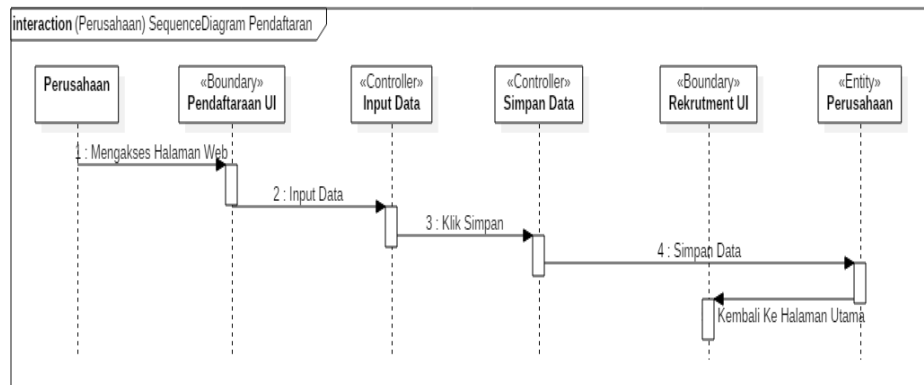 interaction (Perusahaan) SequenceDiagram Pendaftaran
Perusahaan
«Boundary»
Pendaftaraan UI
«Controller»
Input Data
«Controller»
Simpan Data
«Boundary»
Rekrutment UI
«Entity»
Perusahaan
1 : Mengakses Halaman Web
2 : Input Data
3 : Klik Simpan
4 : Simpan Data
Kembali Ke Halaman Utama